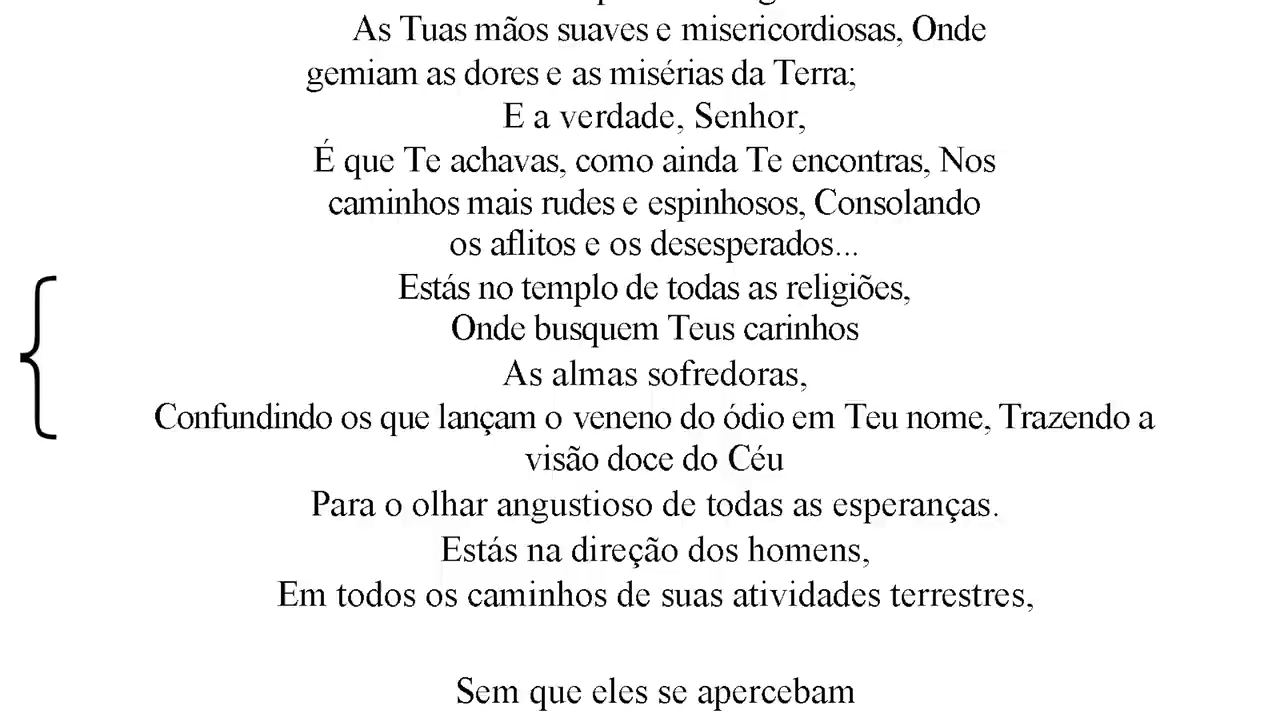 As Tuas mãos suaves e misericordiosas, Onde
gemiam as dores e as misérias da Terra;
E a verdade, Senhor,
É que Te achavas, como ainda Te encontras, Nos
caminhos mais rudes e espinhosos, Consolando
os aflitos e os desesperados...
Estás no templo de todas as religiões,
Onde busquem Teus carinhos
As almas sofredoras,
Confundindo os que lançam o veneno do ódio em Teu nome, Trazendo a
visão doce do Céu
Para o olhar angustioso de todas as esperanças.
Estás na direção dos homens,
Em todos os caminhos de suas atividades terrestres,
Sem que eles se apercebam